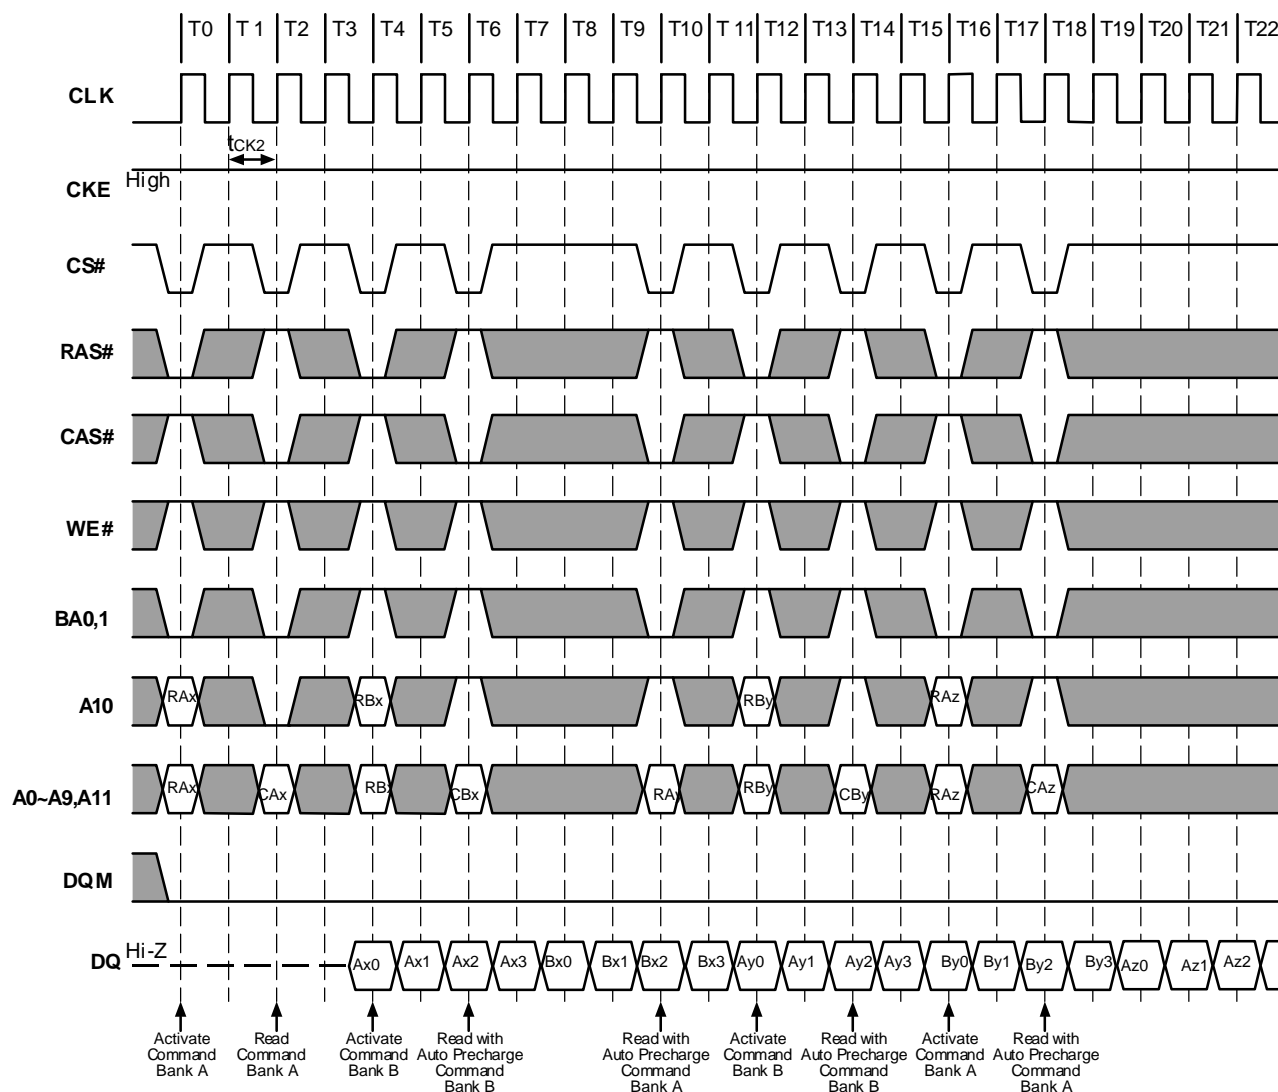 T0 T1 T2 T3 T4 T5 T6 T7 T8 T9 T10 T11 T12 T13 T14 T15 T16 T17 T18 T19 T20 T21 T22
CLK
tCK2
High
CKE
CS#
RAS#
CAS#
WE#
BA0,1
A10 RAx RBx RBy RAz
A0~A9,A11 RAx CAx RBx CBx RAy RBy CBy RAz CAz
DQM
Hi-Z
DQ Ax0 Ax1 Ax2 Ax3 Bx0 Bx1 Bx2 Bx3 Ay0 Ay1 Ay2 Ay3 By0 By1 By2 By3 Az0 Az1 Az2
Activate
Command
Bank A
Read
Command
Bank A
Activate
Command
Bank B
Read with
Auto Precharge
Command
Bank B
Read with
Auto Precharge
Command
Bank A
Activate
Command
Bank B
Read with
Auto Precharge
Command
Bank B
Activate
Command
Bank A
Read with
Auto Precharge
Command
Bank A